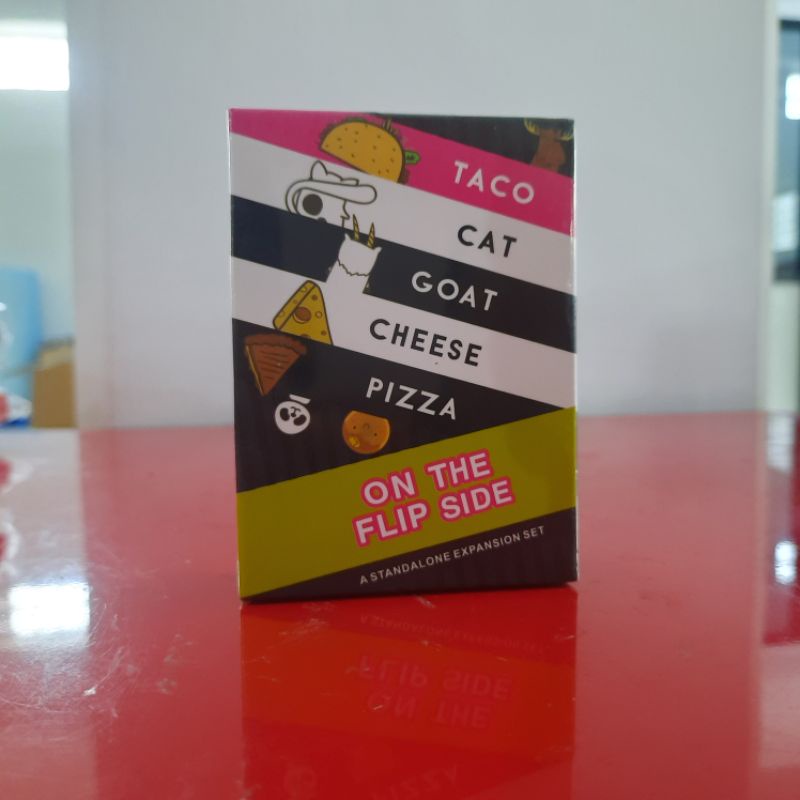 TACO
CAT
GOAT
CHEESE
PIZZA
ON THE
FLIP SIDE
A STANDALONE EXPANSION SET